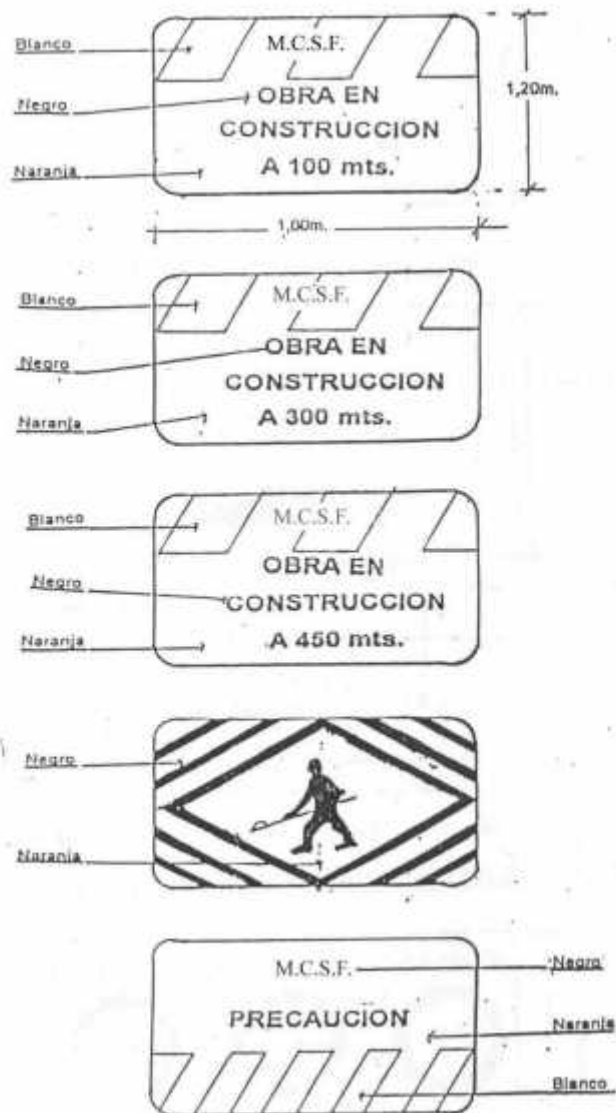 Blanco
M.C.S.F.
Negro
OBRA EN
CONSTRUCCION
Naranja
A 100 mts.
1,20m.
1,60m.
Blanco
M.C.S.F.
Negro
OBRA EN
CONSTRUCCION
Naranja
A 300 mts.
Blanco
M.C.S.F.
OBRA EN
Negro
CONSTRUCCION
Naranja
A 450 mts.
Negro
Naranja
M.C.S.F.
Negro
PRECAUCION
Naranja
Blanco